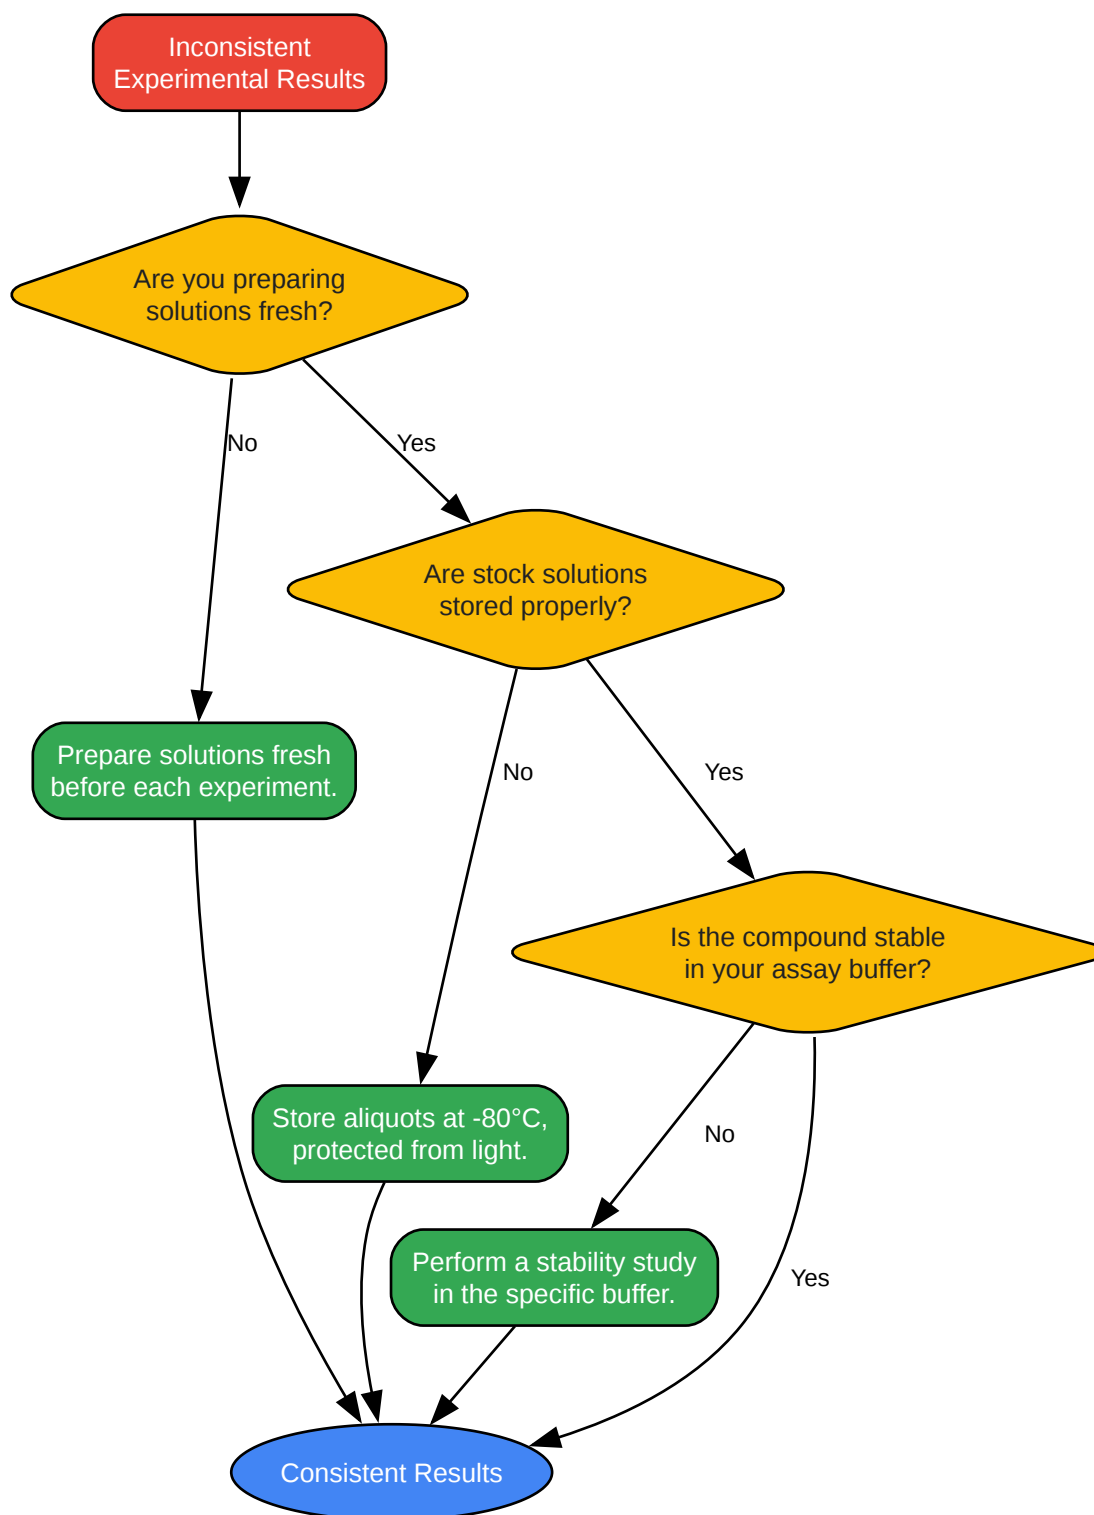 Inconsistent
Experimental Results
Are you preparing
solutions fresh?
No
Yes
Are stock solutions
stored properly?
Prepare solutions fresh
before each experiment.
No
Yes
Is the compound stable
in your assay buffer?
Store aliquots at -80°C,
protected from light.
No
Perform a stability study
in the specific buffer.
Yes
Consistent Results